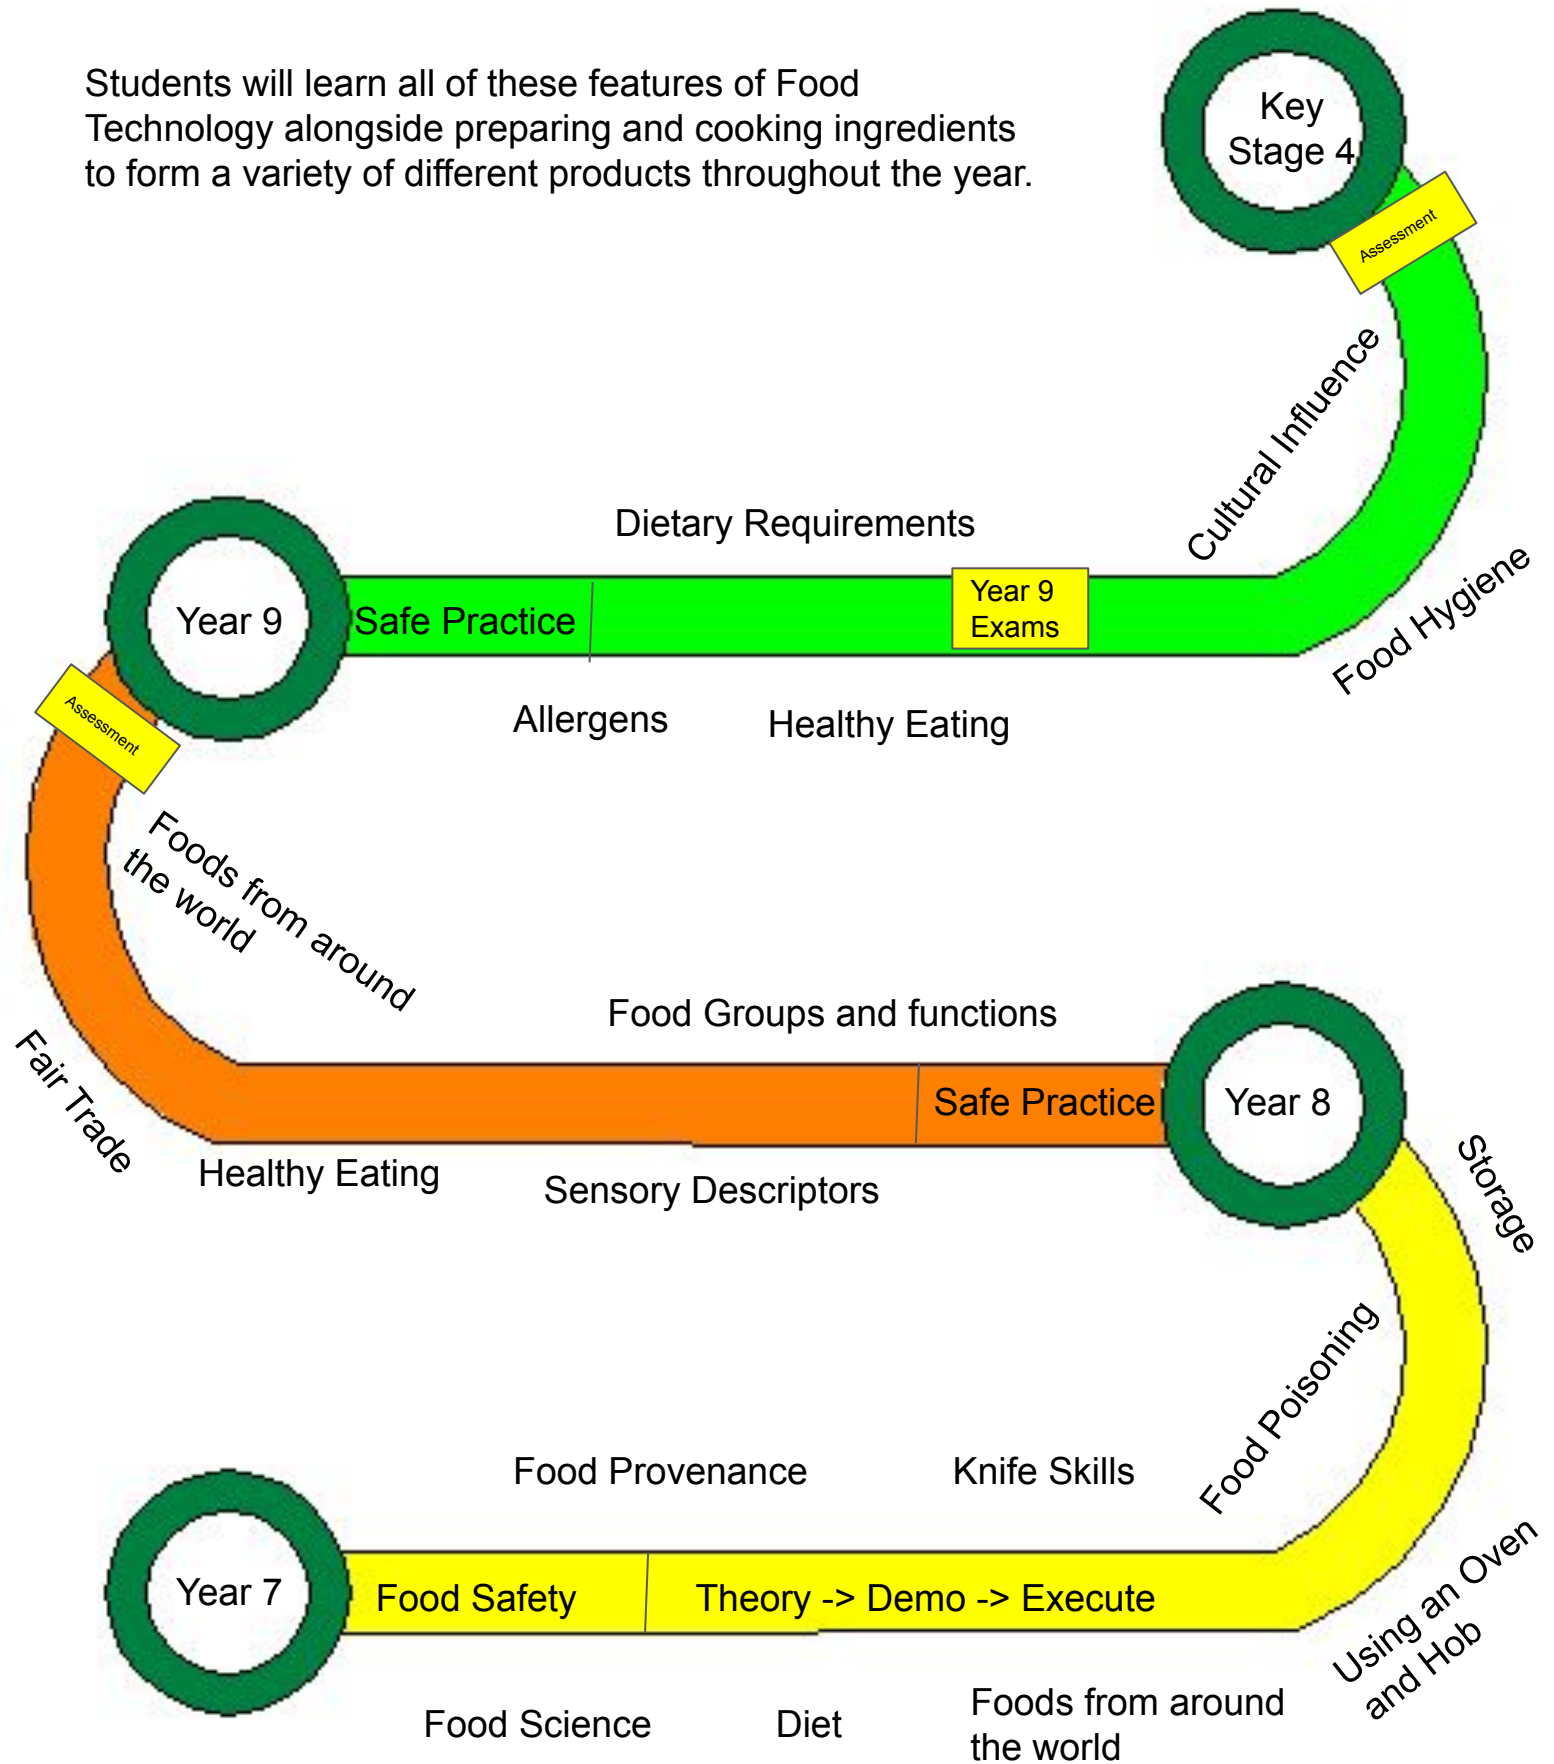 Students will learn all of these features of Food
Technology alongside preparing and cooking ingredients
to form a variety of different products throughout the year.
Key
Stage 4
Assessment
Cultural Influence
Food Hygiene
Dietary Requirements
Year 9
Safe Practice
Year 9
Exams
Allergens
Healthy Eating
Assessment
Foods from around
the world
Fair Trade
Food Groups and functions
Safe Practice
Year 8
Healthy Eating
Sensory Descriptors
Storage
Food Poisoning
Food Provenance
Knife Skills
Year 7
Food Safety
Theory -> Demo -> Execute
Using an Oven
and Hob
Food Science
Diet
Foods from around
the world